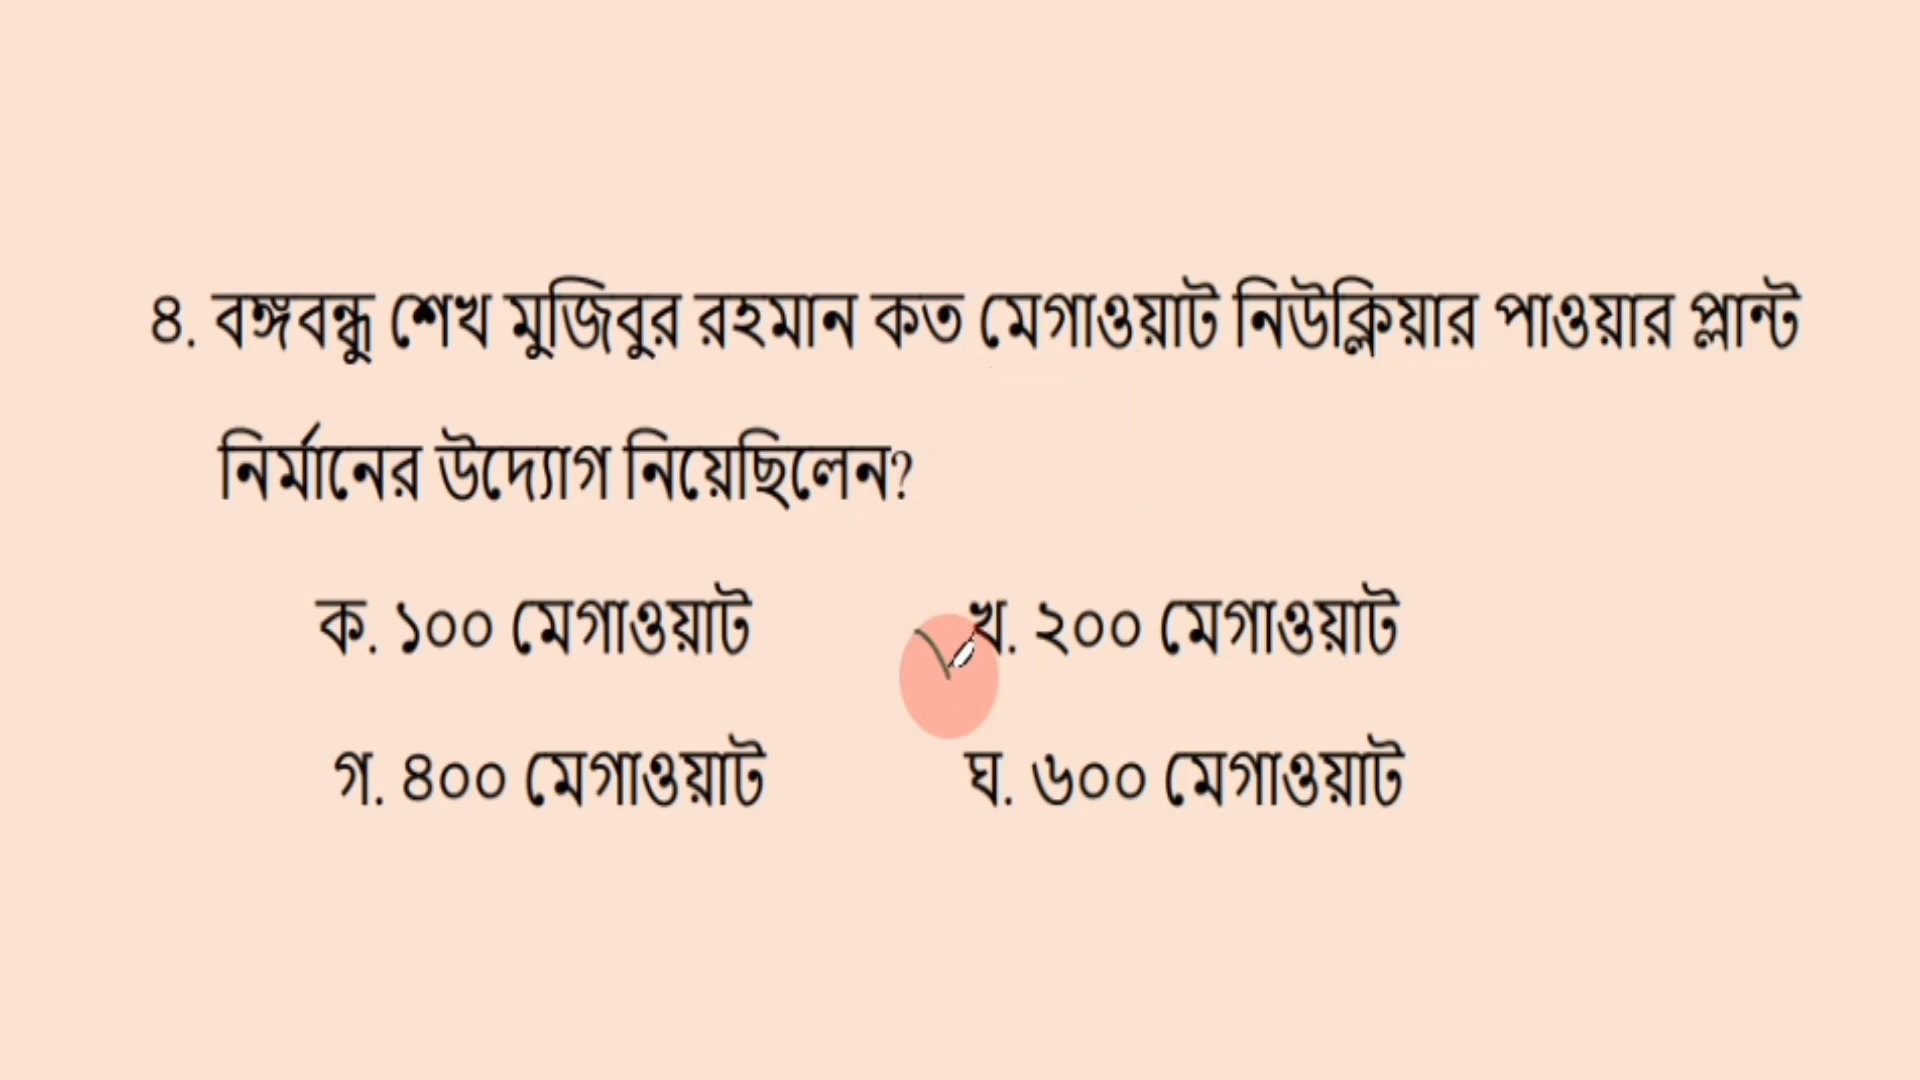 ৪. বঙ্গবন্ধু শেখ মুজিবুর রহমান কত মেগাওয়াট নিউক্লিয়ার পাওয়ার প্লান্ট
নির্মানের উদ্যোগ নিয়েছিলেন?
ক. ১০০ মেগাওয়াট খ. ২০০ মেগাওয়াট
গ. ৪০০ মেগাওয়াট ঘ. ৬০০ মেগাওয়াট